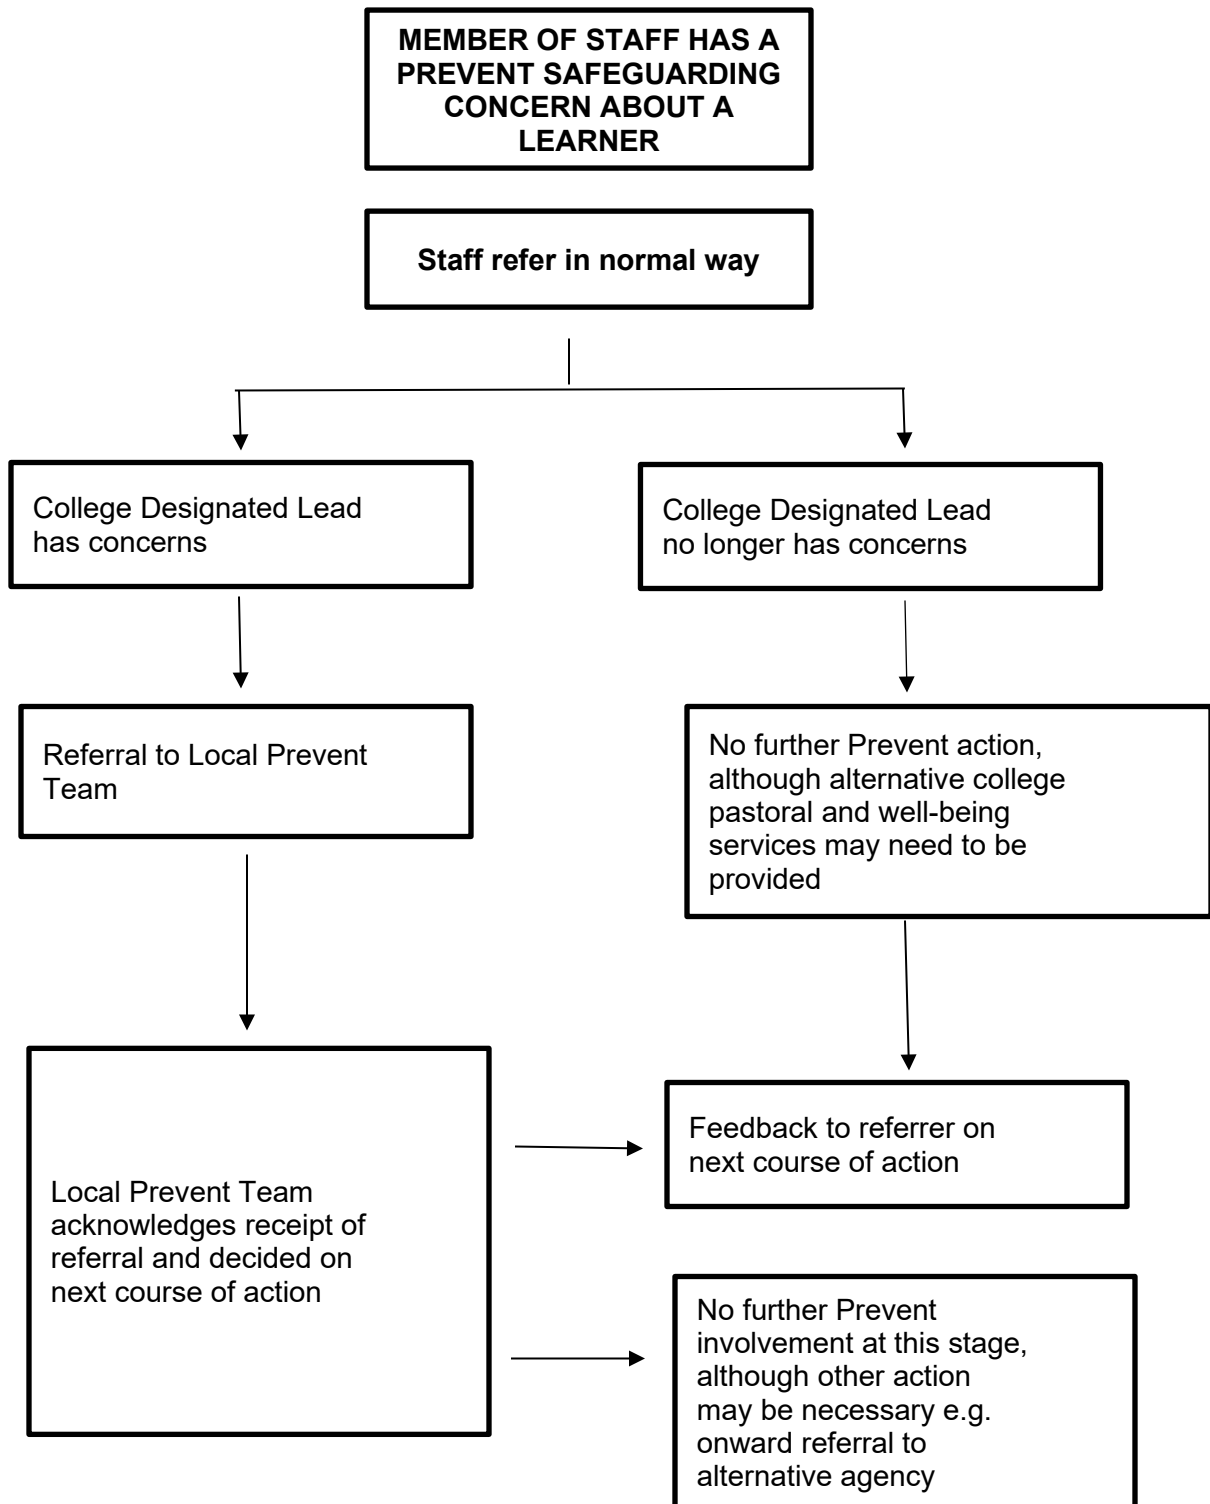 MEMBER OF STAFF HAS A
PREVENT SAFEGUARDING
CONCERN ABOUT A
LEARNER
Staff refer in normal way
College Designated Lead
has concerns
College Designated Lead
no longer has concerns
Referral to Local Prevent
Team
No further Prevent action,
although alternative college
pastoral and well-being
services may need to be
provided
Local Prevent Team
acknowledges receipt of
referral and decided on
next course of action
Feedback to referrer on
next course of action
No further Prevent
involvement at this stage,
although other action
may be necessary e.g.
onward referral to
alternative agency